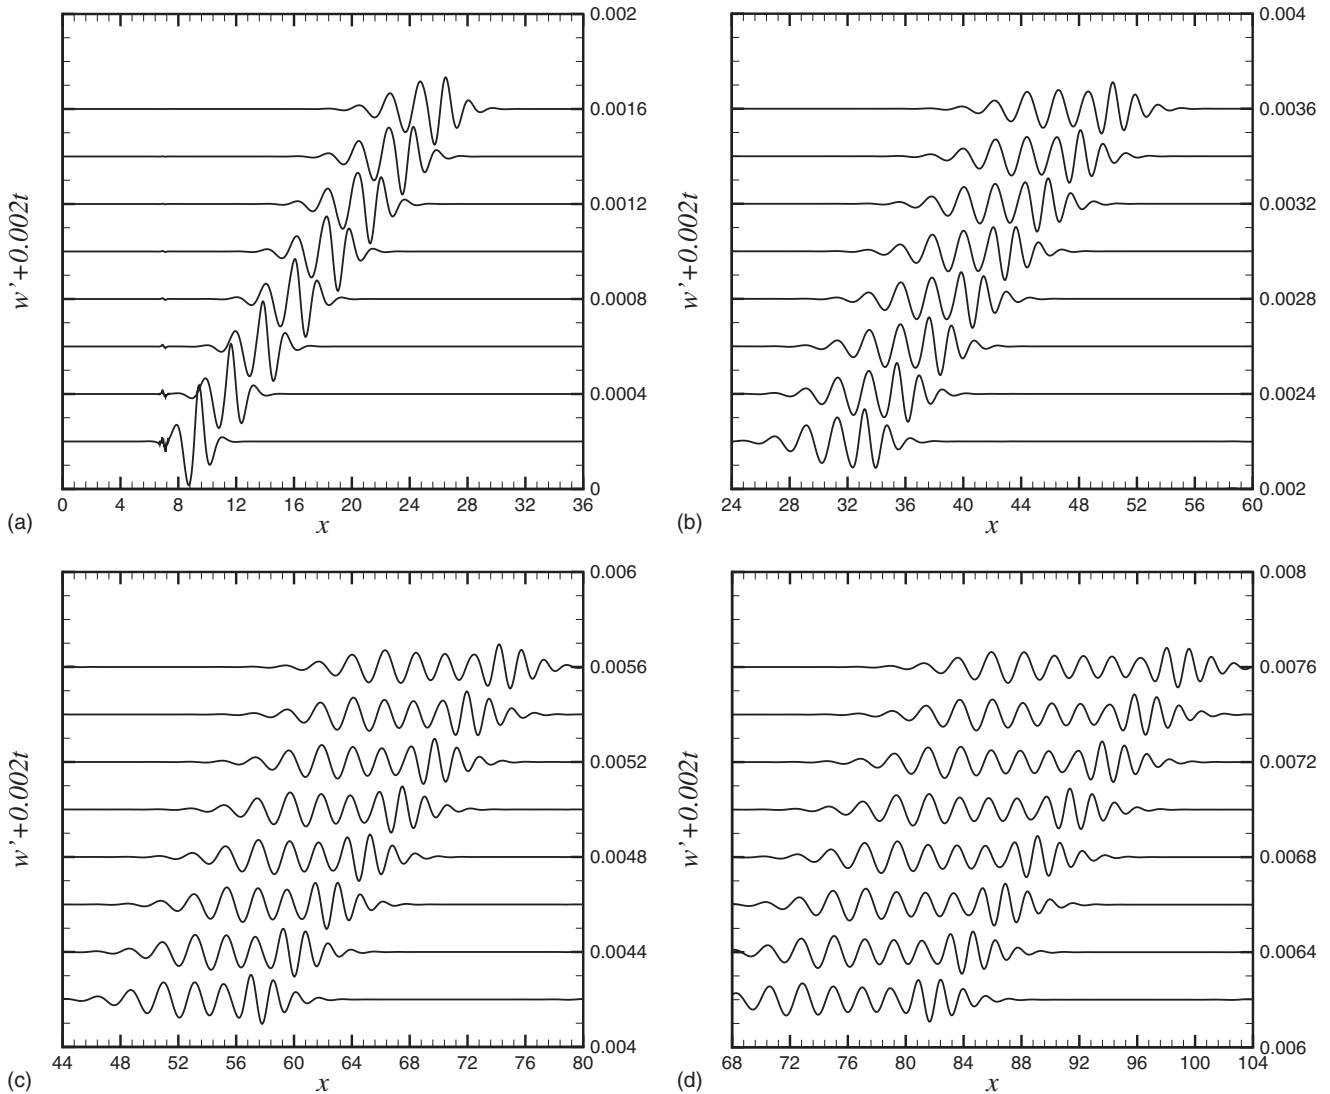 0.002
0.0016
0.0012
0.0008
0.0004
0
w'+0.002t
0 4 8 12 16 20 24 28 32 36
(a)
x
0.004
0.0036
0.0032
0.0028
0.0024
0.002
w'+0.002t
24 28 32 36 40 44 48 52 56 60
(b)
x
0.006
0.0056
0.0052
0.0048
0.0044
0.004
w'+0.002t
44 48 52 56 60 64 68 72 76 80
(c)
x
0.008
0.0076
0.0072
0.0068
0.0064
0.006
w'+0.002t
68 72 76 80 84 88 92 96 100 104
(d)
x